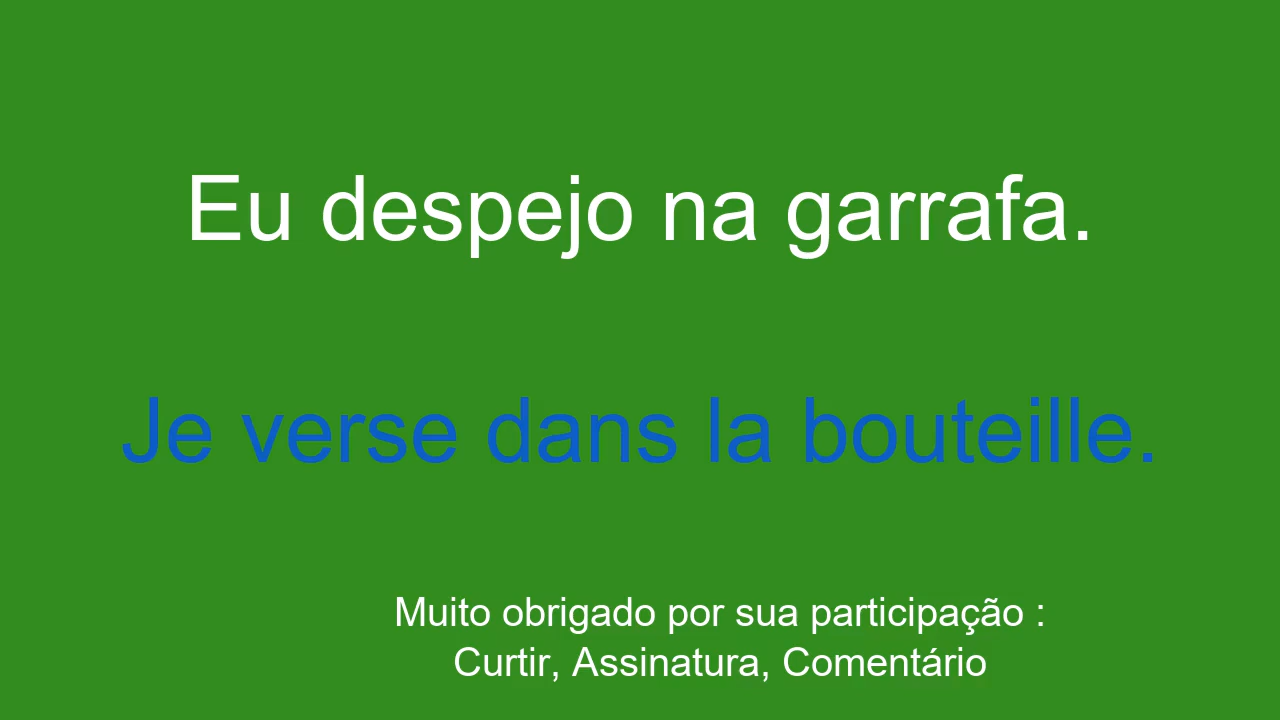 Eu despejo na garrafa.
Je verse dans la bouteille.
Muito obrigado por sua participação :
Curtir, Assinatura, Comentário